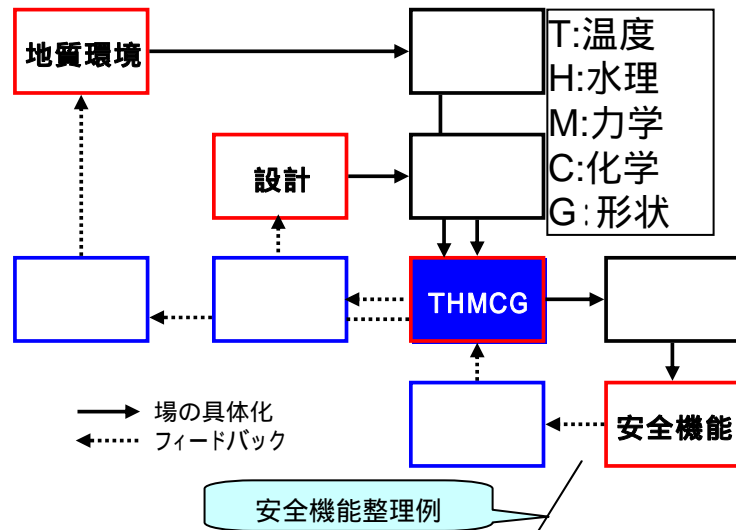 地質環境
T:温度
H:水理
M:力学
C:化学
G:形状
設計
THMCG
場の具体化
フィードバック
安全機能
安全機能整理例